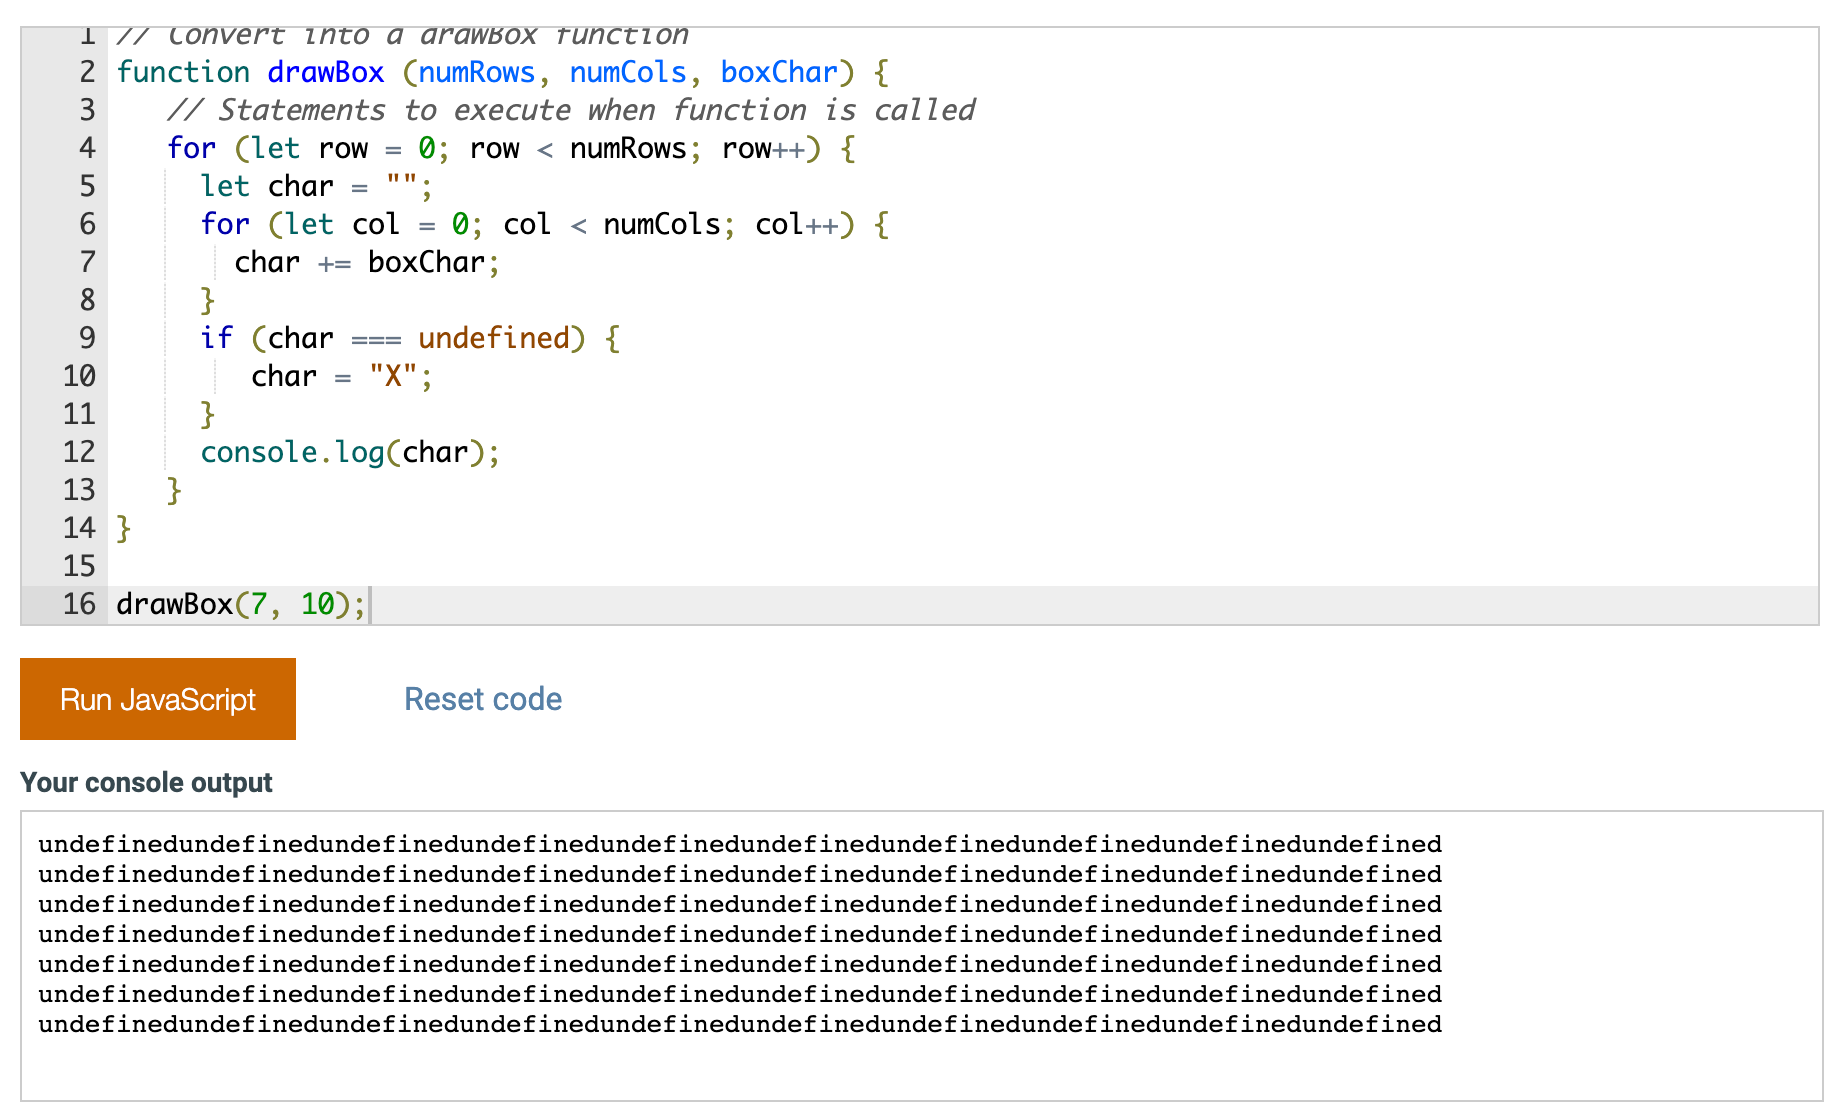 1 // Convert into a drawBox function
2 function drawBox (numRows, numCols, boxChar) {
3    // Statements to execute when function is called
4    for (let row = 0; row < numRows; row++) {
5      let char = "";
6      for (let col = 0; col < numCols; col++) {
7        char += boxChar;
8      }
9      if (char === undefined) {
10         char = "X";
11      }
12      console.log(char);
13    }
14 }
15
16 drawBox(7, 10);
Run JavaScript Reset code
Your console output
undefinedundefinedundefinedundefinedundefinedundefinedundefinedundefinedundefinedundefined
undefinedundefinedundefinedundefinedundefinedundefinedundefinedundefinedundefinedundefined
undefinedundefinedundefinedundefinedundefinedundefinedundefinedundefinedundefinedundefined
undefinedundefinedundefinedundefinedundefinedundefinedundefinedundefinedundefinedundefined
undefinedundefinedundefinedundefinedundefinedundefinedundefinedundefinedundefinedundefined
undefinedundefinedundefinedundefinedundefinedundefinedundefinedundefinedundefinedundefined
undefinedundefinedundefinedundefinedundefinedundefinedundefinedundefinedundefinedundefined